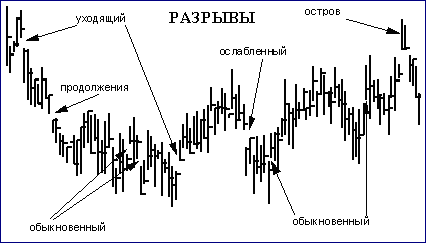 РАЗРЫВЫ
уходящий
остров
ослабленный
продолжения
обыкновенный
обыкновенный